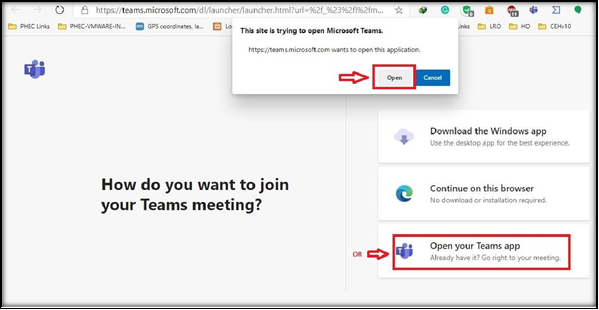 https://teams.microsoft.com/dl/launcher/launcher.html?url=%2f_%23%2fl%2fm...
PHEC Links
PHEC-VMWARE-IN...
GPS coordinates, la...
Links
LRO
HO
CEHv10
This site is trying to open Microsoft Teams.
https://teams.microsoft.com wants to open this application.
Open
Cancel
How do you want to join
your Teams meeting?
Download the Windows app
Use the desktop app for the best experience.
Continue on this browser
No download or installation required.
OR
Open your Teams app
Already have it? Go right to your meeting.